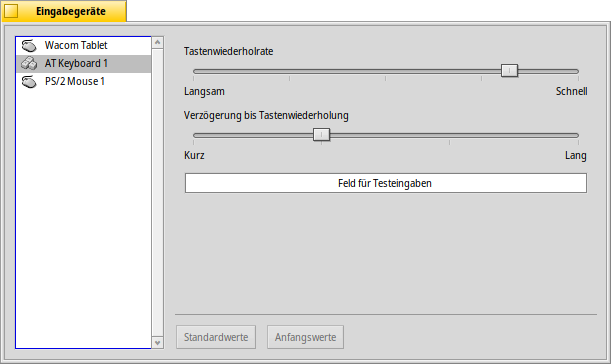 Eingabegeräte
Wacom Tablet
AT Keyboard 1
PS/2 Mouse 1
Tastenwiederholrate
Langsam Schnell
Verzögerung bis Tastenwiederholung
Kurz Lang
Feld für Testeingaben
Standardwerte Anfangswerte